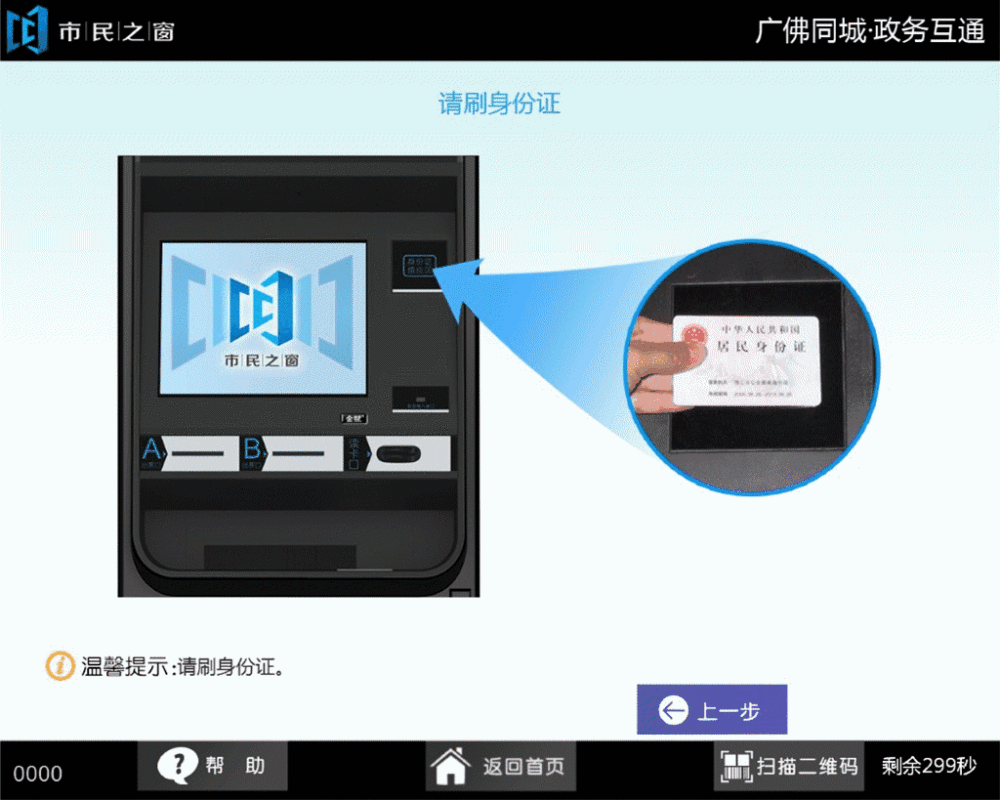 市民之窗
广佛同城·政务互通
请刷身份证
市民之窗
A
B
读卡口
中华人民共和国
居民身份证
温馨提示:请刷身份证。
上一步
0000
帮 助
返回首页
扫描二维码
剩余299秒